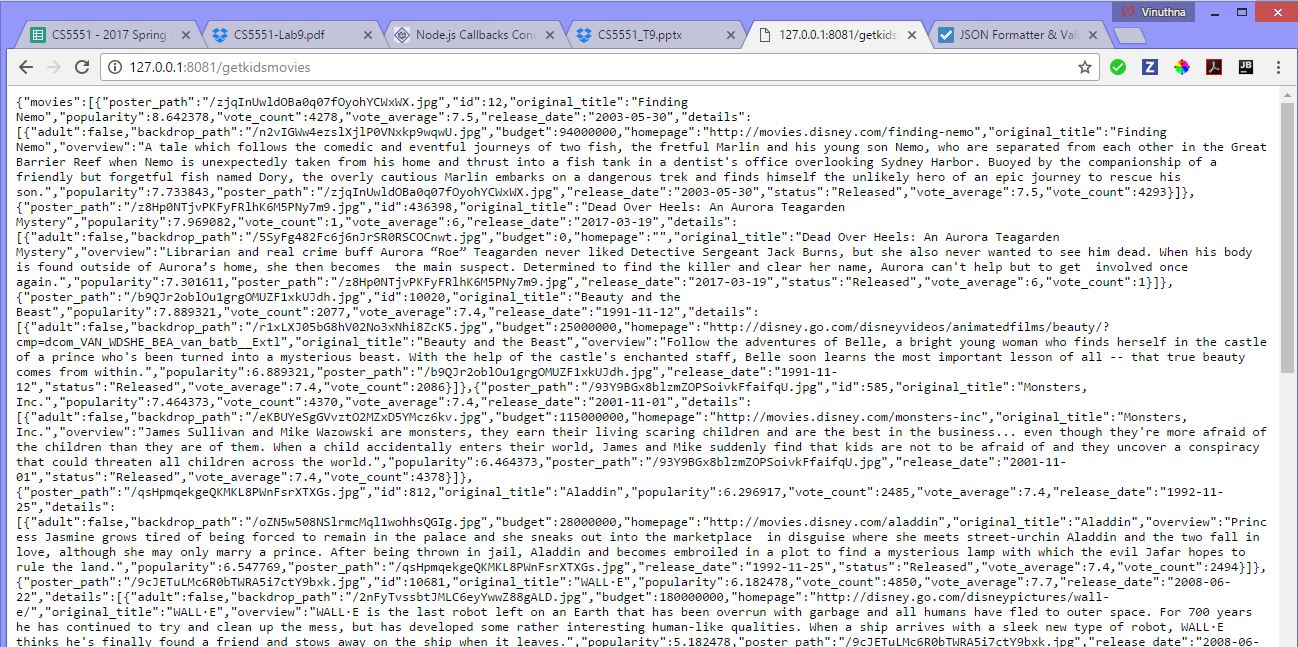 Vinuthna
CS5551 - 2017 Spring
CS5551-Lab9.pdf
Node.js Callbacks Conc
CS5551_T9.pptx
127.0.0.1:8081/getkids
JSON Formatter & Vali
127.0.0.1:8081/getkidsmovies
{"movies":[{"poster_path":"/zjqInUwldOBa0q07fOyohYCWxWX.jpg","id":12,"original_title":"Finding
Nemo","popularity":8.642378,"vote_count":4278,"vote_average":7.5,"release_date":"2003-05-30","details":
[{"adult":false,"backdrop_path":"/n2vIGWw4ezslXjlP0VNxkp9wqwU.jpg","budget":94000000,"homepage":"http://movies.disney.com/finding-nemo","original_title":"Finding
Nemo","overview":"A tale which follows the comedic and eventful journeys of two fish, the fretful Marlin and his young son Nemo, who are separated from each other in the Great
Barrier Reef when Nemo is unexpectedly taken from his home and thrust into a fish tank in a dentist's office overlooking Sydney Harbor. Buoyed by the companionship of a
friendly but forgetful fish named Dory, the overly cautious Marlin embarks on a dangerous trek and finds himself the unlikely hero of an epic journey to rescue his
son.","popularity":7.733843,"poster_path":"/zjqInUwldOBa0q07fOyohYCWxWX.jpg","release_date":"2003-05-30","status":"Released","vote_average":7.5,"vote_count":4293}]},
{"poster_path":"/z8Hp0NTjvPKFyFRlhK6M5PNy7m9.jpg","id":436398,"original_title":"Dead Over Heels: An Aurora Teagarden
Mystery","popularity":7.969082,"vote_count":1,"vote_average":6,"release_date":"2017-03-19","details":
[{"adult":false,"backdrop_path":"/5SyFg482Fc6j6nJrSR0RSCOCnwt.jpg","budget":0,"homepage":"","original_title":"Dead Over Heels: An Aurora Teagarden
Mystery","overview":"Librarian and real crime buff Aurora “Roe” Teagarden never liked Detective Sergeant Jack Burns, but she also never wanted to see him dead. When his body
is found outside of Aurora’s home, she then becomes  the main suspect. Determined to find the killer and clear her name, Aurora can't help but to get  involved once
again.","popularity":7.301611,"poster_path":"/z8Hp0NTjvPKFyFRlhK6M5PNy7m9.jpg","release_date":"2017-03-19","status":"Released","vote_average":6,"vote_count":1}]},
{"poster_path":"/b9QJr2oblOu1grgOMUZF1xkUJdh.jpg","id":10020,"original_title":"Beauty and the
Beast","popularity":7.889321,"vote_count":2077,"vote_average":7.4,"release_date":"1991-11-12","details":
[{"adult":false,"backdrop_path":"/r1xLXJ05bG8hV02No3xNhi8ZcK5.jpg","budget":25000000,"homepage":"http://disney.go.com/disneyvideos/animatedfilms/beauty/?
cmp=dcom_VAN_WDSHE_BEA_van_batb__Extl","original_title":"Beauty and the Beast","overview":"Follow the adventures of Belle, a bright young woman who finds herself in the castle
of a prince who's been turned into a mysterious beast. With the help of the castle's enchanted staff, Belle soon learns the most important lesson of all -- that true beauty
comes from within.","popularity":6.889321,"poster_path":"/b9QJr2oblOu1grgOMUZF1xkUJdh.jpg","release_date":"1991-11-
12","status":"Released","vote_average":7.4,"vote_count":2086}]},{"poster_path":"/93Y9BGx8blzmZOPSoivkFfaifqU.jpg","id":585,"original_title":"Monsters,
Inc.","popularity":7.464373,"vote_count":4370,"vote_average":7.4,"release_date":"2001-11-01","details":
[{"adult":false,"backdrop_path":"/eKBUYeSgGVvztO2MZxD5YMcz6kv.jpg","budget":115000000,"homepage":"http://movies.disney.com/monsters-inc","original_title":"Monsters,
Inc.","overview":"James Sullivan and Mike Wazowski are monsters, they earn their living scaring children and are the best in the business... even though they're more afraid of
the children than they are of them. When a child accidentally enters their world, James and Mike suddenly find that kids are not to be afraid of and they uncover a conspiracy
that could threaten all children across the world.","popularity":6.464373,"poster_path":"/93Y9BGx8blzmZOPSoivkFfaifqU.jpg","release_date":"2001-11-
01","status":"Released","vote_average":7.4,"vote_count":4378}]},
{"poster_path":"/qsHpmqekgeQKMKL8PWnFsrXTXGs.jpg","id":812,"original_title":"Aladdin","popularity":6.296917,"vote_count":2485,"vote_average":7.4,"release_date":"1992-11-
25","details":
[{"adult":false,"backdrop_path":"/oZN5w508NSlrmcMql1wohhsQGIg.jpg","budget":28000000,"homepage":"http://movies.disney.com/aladdin","original_title":"Aladdin","overview":"Princ
ess Jasmine grows tired of being forced to remain in the palace and she sneaks out into the marketplace  in disguise where she meets street-urchin Aladdin and the two fall in
love, although she may only marry a prince. After being thrown in jail, Aladdin and becomes embroiled in a plot to find a mysterious lamp with which the evil Jafar hopes to
rule the land.","popularity":6.547769,"poster_path":"/qsHpmqekgeQKMKL8PWnFsrXTXGs.jpg","release_date":"1992-11-25","status":"Released","vote_average":7.4,"vote_count":2494}]},
{"poster_path":"/9cJETuLMc6R0bTWRA5i7ctY9bxk.jpg","id":10681,"original_title":"WALL·E","popularity":6.182478,"vote_count":4850,"vote_average":7.7,"release_date":"2008-06-
22","details":[{"adult":false,"backdrop_path":"/2nFyTvssbtJMLC6eyYwwZ88gALD.jpg","budget":180000000,"homepage":"http://disney.go.com/disneypictures/wall-
e/","original_title":"WALL·E","overview":"WALL·E is the last robot left on an Earth that has been overrun with garbage and all humans have fled to outer space. For 700 years
he has continued to try and clean up the mess, but has developed some rather interesting human-like qualities. When a ship arrives with a sleek new type of robot, WALL·E
thinks he's finally found a friend and stows away on the ship when it leaves.","popularity":5.182478,"poster_path":"/9cJETuLMc6R0bTWRA5i7ctY9bxk.jpg","release_date":"2008-06-